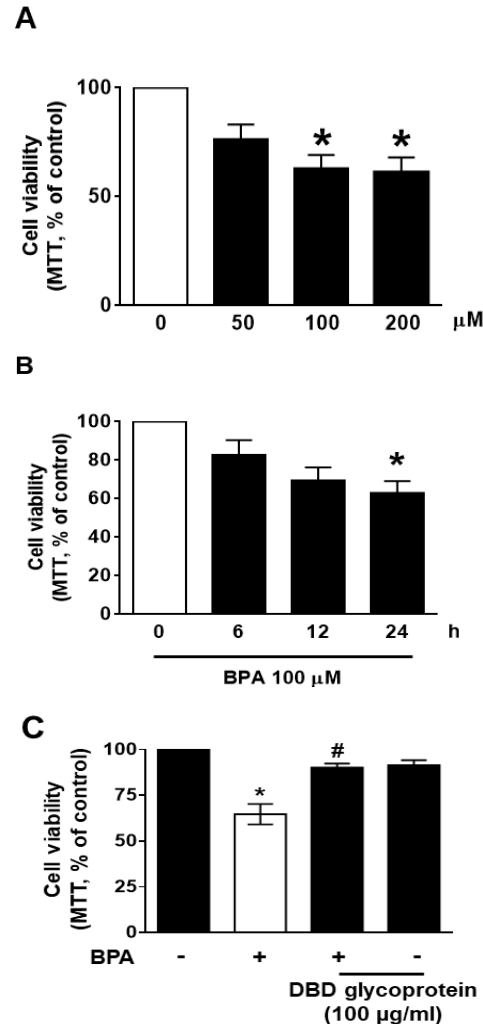 A
Cell viability
(MTT, % of control)
100
50
0
* *
0 50 100 200 µM
B
Cell viability
(MTT, % of control)
100
80
60
40
20
0
*
0 6 12 24 h
BPA 100 µM
C
Cell viability
(MTT, % of control)
100
75
50
25
0
* #
BPA - + + -
DBD glycoprotein
(100 µg/ml)